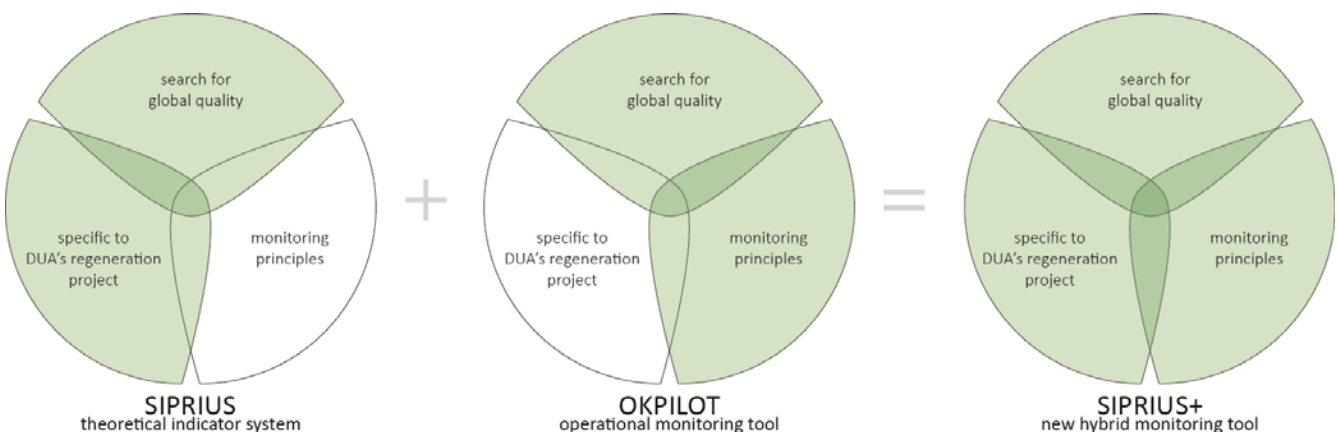 search for
global quality
specific to
DUA's regeneration
project
monitoring
principles
SIPRIUS
theoretical indicator system
+
search for
global quality
specific to
DUA's regeneration
project
monitoring
principles
OKPILOT
operational monitoring tool
=
search for
global quality
specific to
DUA's regeneration
project
monitoring
principles
SIPRIUS+
new hybrid monitoring tool